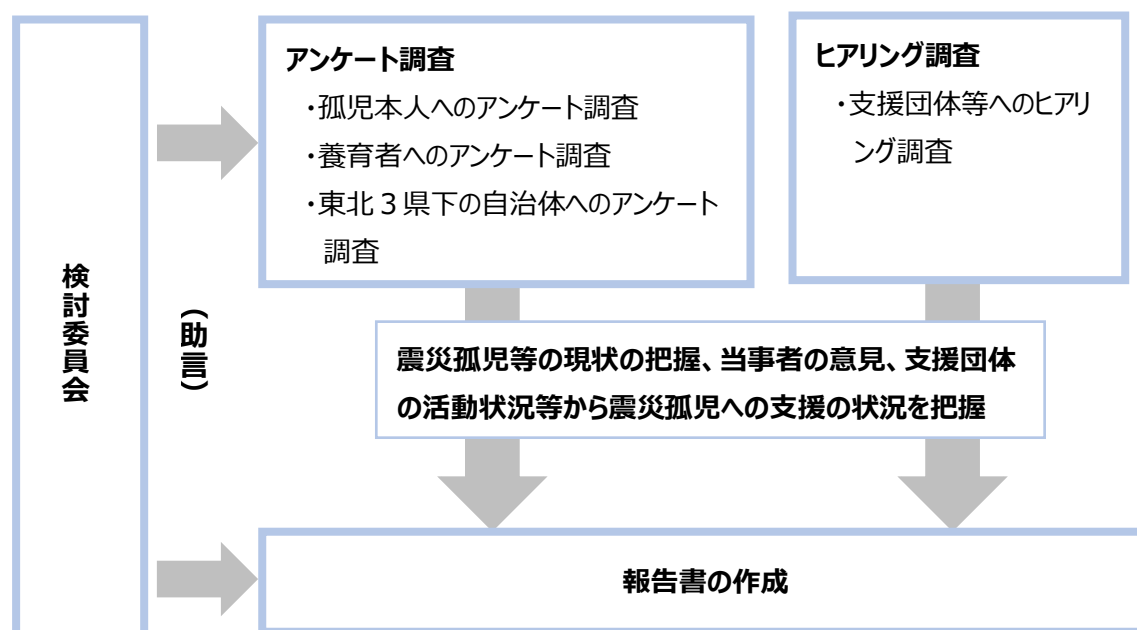 検討委員会
(助言)
アンケート調査
・孤児本人へのアンケート調査
・養育者へのアンケート調査
・東北3県下の自治体へのアンケート
調査
ヒアリング調査
・支援団体等へのヒアリ
ング調査
震災孤児等の現状の把握、当事者の意見、支援団体
の活動状況等から震災孤児への支援の状況を把握
報告書の作成